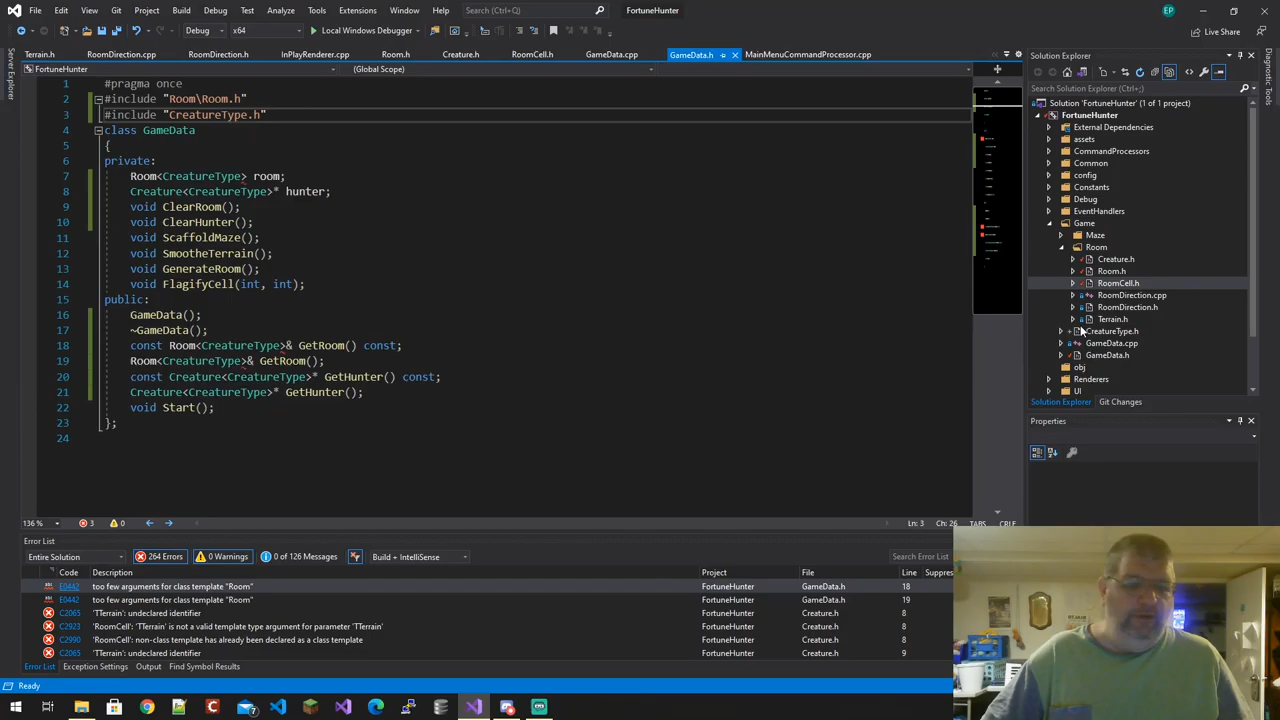 File Edit View Git Project Build Debug Test Analyze Tools Extensions Window Help Search (Ctrl+Q) FortuneHunter EP
Debug x64 Local Windows Debugger Live Share
Terrain.h RoomDirection.cpp RoomDirection.h InPlayRenderer.cpp Room.h Creature.h RoomCell.h GameData.cpp GameData.h MainMenuCommandProcessor.cpp
FortuneHunter (Global Scope)
Server Explorer
Diagnostic Tools
1 #pragma once
2 #include "Room\Room.h"
3 #include "CreatureType.h"
4 class GameData
5 {
6 private:
7 Room<CreatureType> room;
8 Creature<CreatureType>* hunter;
9 void ClearRoom();
10 void ClearHunter();
11 void ScaffoldMaze();
12 void SmootheTerrain();
13 void GenerateRoom();
14 void FlagifyCell(int, int);
15 public:
16 GameData();
17 ~GameData();
18 const Room<CreatureType>& GetRoom() const;
19 Room<CreatureType>& GetRoom();
20 const Creature<CreatureType>* GetHunter() const;
21 Creature<CreatureType>* GetHunter();
22 void Start();
23 };
24
136 % 3 0 Ln: 3 Ch: 26 TABS CRLF
Solution Explorer
Search Solution Explorer (Ctrl+;)
Solution 'FortuneHunter' (1 of 1 project)
FortuneHunter
External Dependencies
assets
CommandProcessors
Common
config
Constants
Debug
EventHandlers
Game
Maze
Room
Creature.h
Room.h
RoomCell.h
RoomDirection.cpp
RoomDirection.h
Terrain.h
CreatureType.h
GameData.cpp
GameData.h
obj
Renderers
UI
Solution Explorer Git Changes
Properties
Error List
Entire Solution 264 Errors 0 Warnings 0 of 126 Messages Build + IntelliSense Search Error List
Code Description Project File Line Suppres
E0442 too few arguments for class template "Room" FortuneHunter GameData.h 18
E0442 too few arguments for class template "Room" FortuneHunter GameData.h 19
C2065 'TTerrain': undeclared identifier FortuneHunter Creature.h 8
C2923 'RoomCell': 'TTerrain' is not a valid template type argument for parameter 'TTerrain' FortuneHunter Creature.h 8
C2990 'RoomCell': non-class template has already been declared as a class template FortuneHunter Creature.h 8
C2065 'TTerrain': undeclared identifier FortuneHunter Creature.h 9
Error List Exception Settings Output Find Symbol Results
Ready